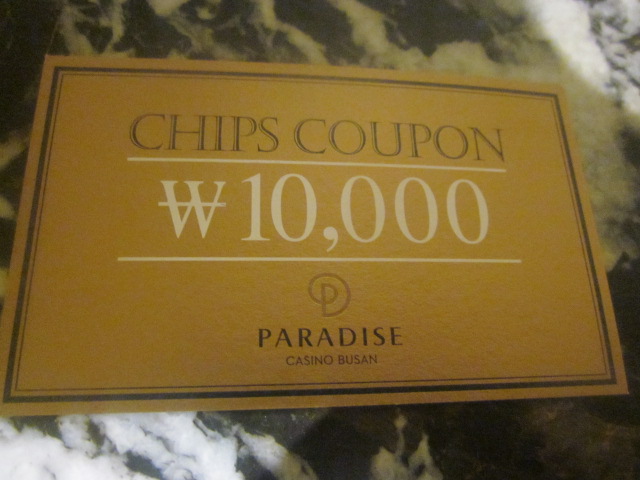 CHIPS COUPON
₩10,000
PARADISE
CASINO BUSAN